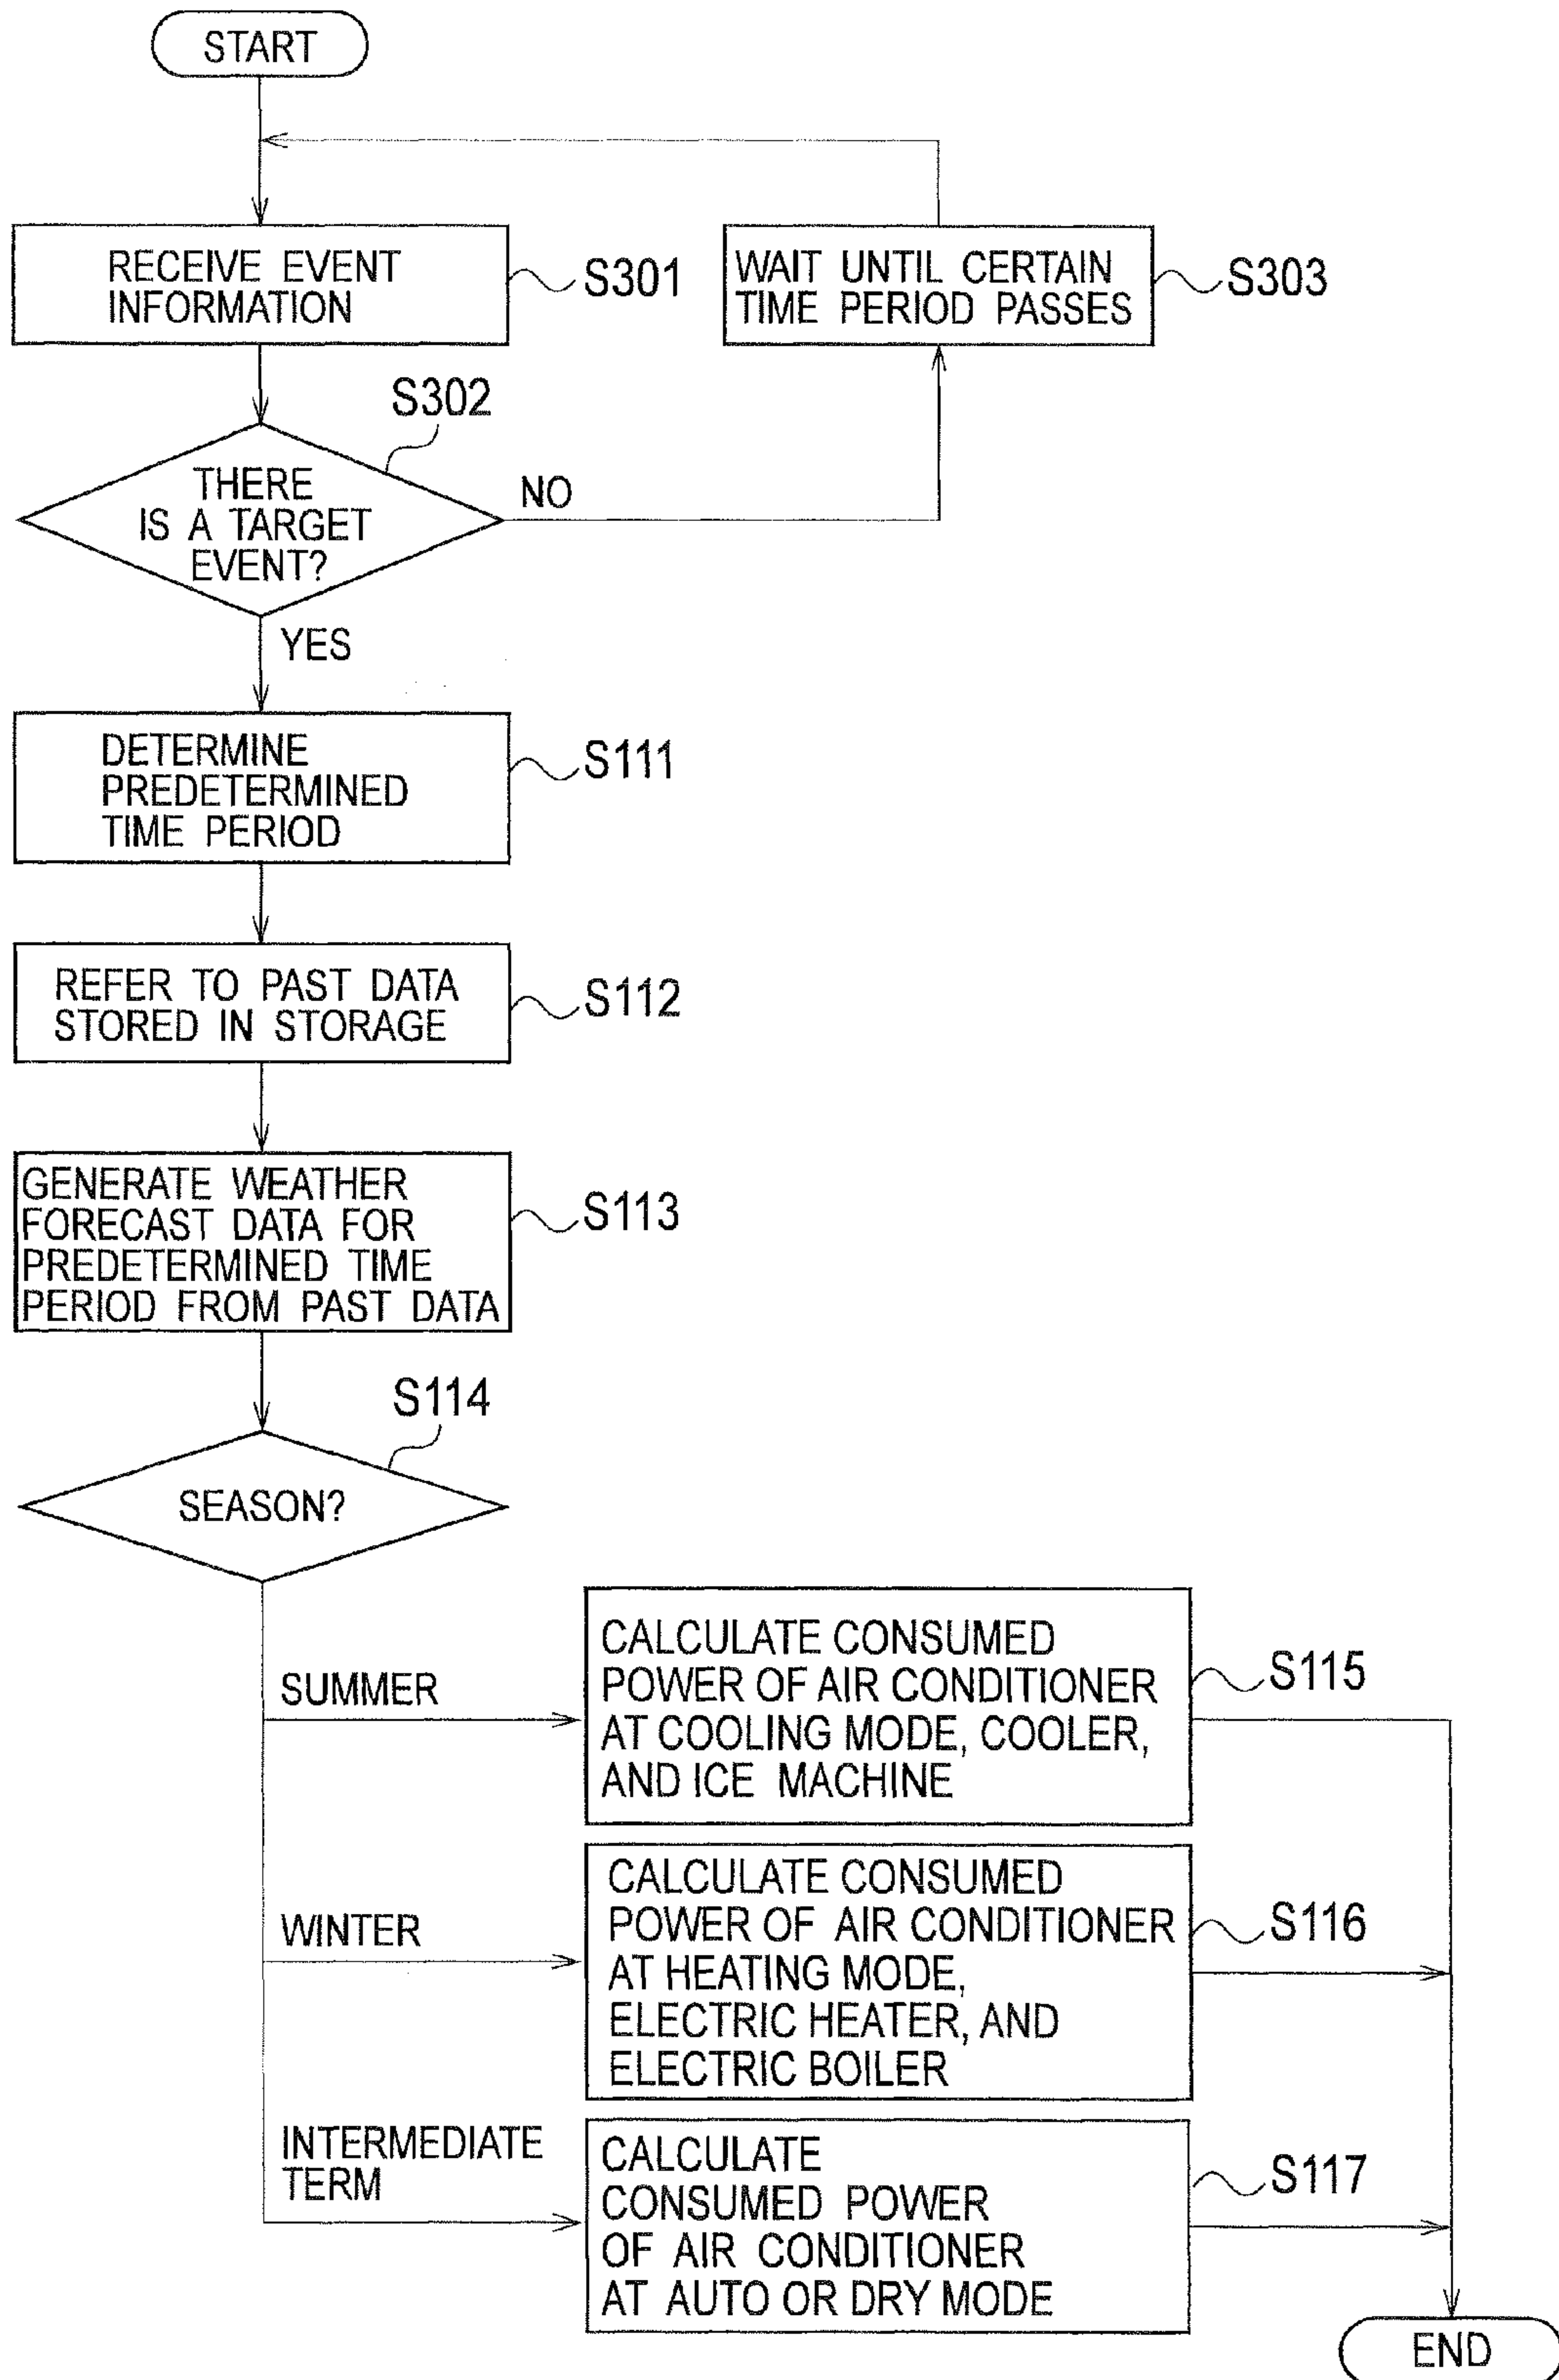 START
RECEIVE EVENT
INFORMATION
S301
WAIT UNTIL CERTAIN
TIME PERIOD PASSES
S303
S302
THERE
IS A TARGET
EVENT?
NO
YES
DETERMINE
PREDETERMINED
TIME PERIOD
S111
REFER TO PAST DATA
STORED IN STORAGE
S112
GENERATE WEATHER
FORECAST DATA FOR
PREDETERMINED TIME
PERIOD FROM PAST DATA
S113
S114
SEASON?
SUMMER
CALCULATE CONSUMED
POWER OF AIR CONDITIONER
AT COOLING MODE, COOLER,
AND ICE MACHINE
S115
WINTER
CALCULATE CONSUMED
POWER OF AIR CONDITIONER
AT HEATING MODE,
ELECTRIC HEATER, AND
ELECTRIC BOILER
S116
INTERMEDIATE
TERM
CALCULATE
CONSUMED POWER
OF AIR CONDITIONER
AT AUTO OR DRY MODE
S117
END